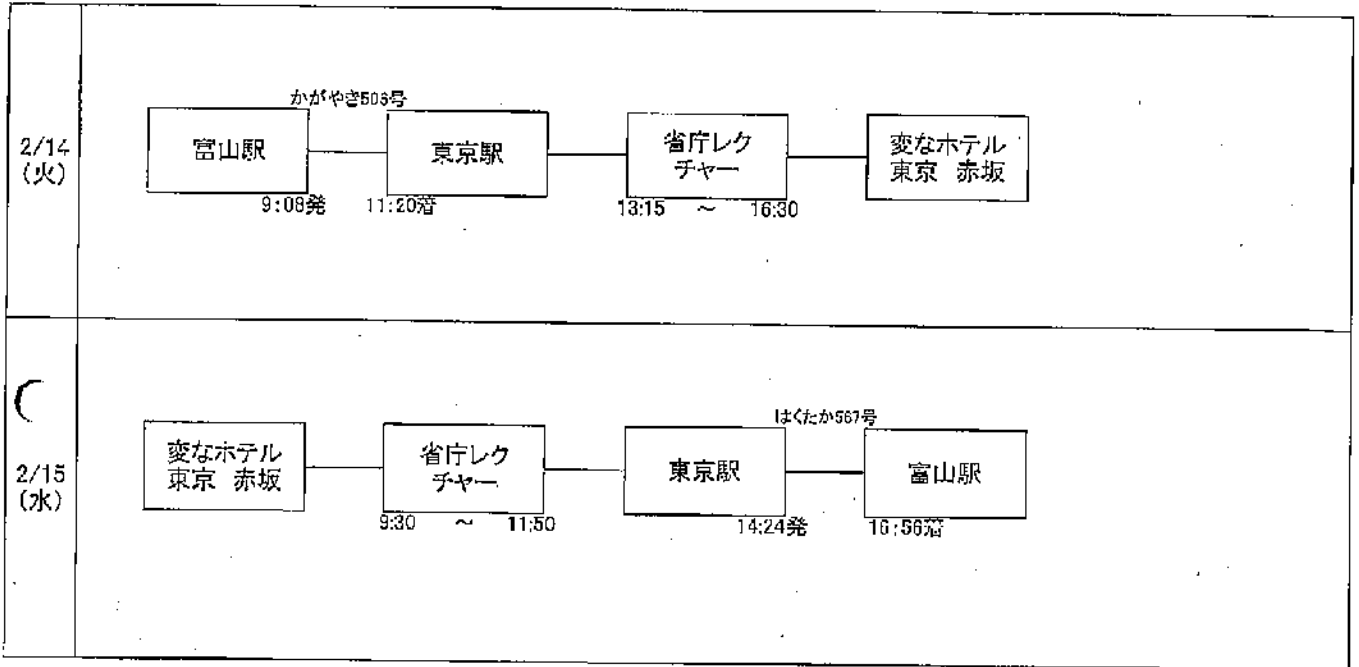 2/14
(火)
かがやき506号
富山駅
東京駅
省庁レク
チャー
変なホテル
東京 赤坂
9:08発
11:20着
13:15 ～ 16:30
2/15
(水)
はくたか567号
変なホテル
東京 赤坂
省庁レク
チャー
東京駅
富山駅
9:30 ～ 11:50
14:24発
16:56着